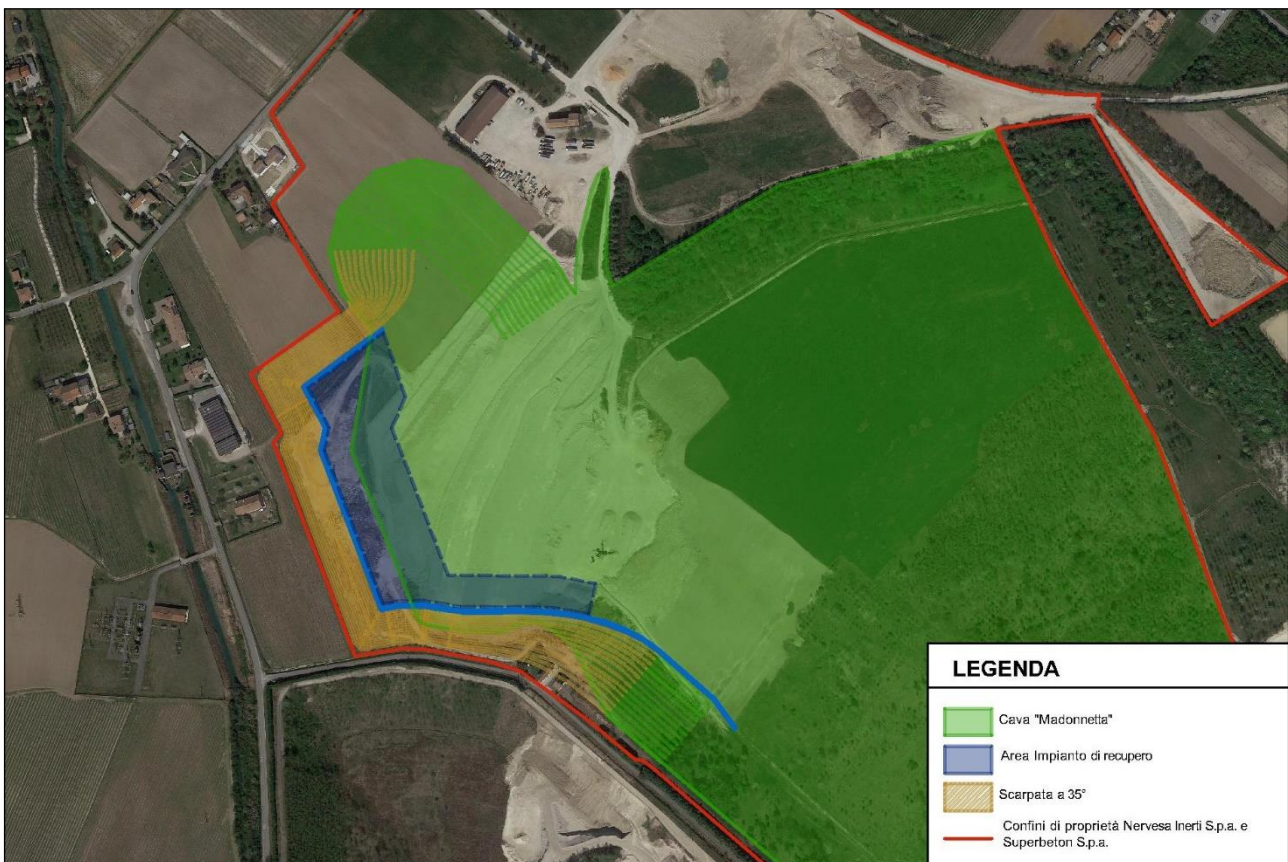 LEGENDA
Cava "Madonnetta"
Area Impianto di recupero
Scarpata a 35°
Confini di proprietà Nervesa Inerti S.p.a. e
Superbeton S.p.a.